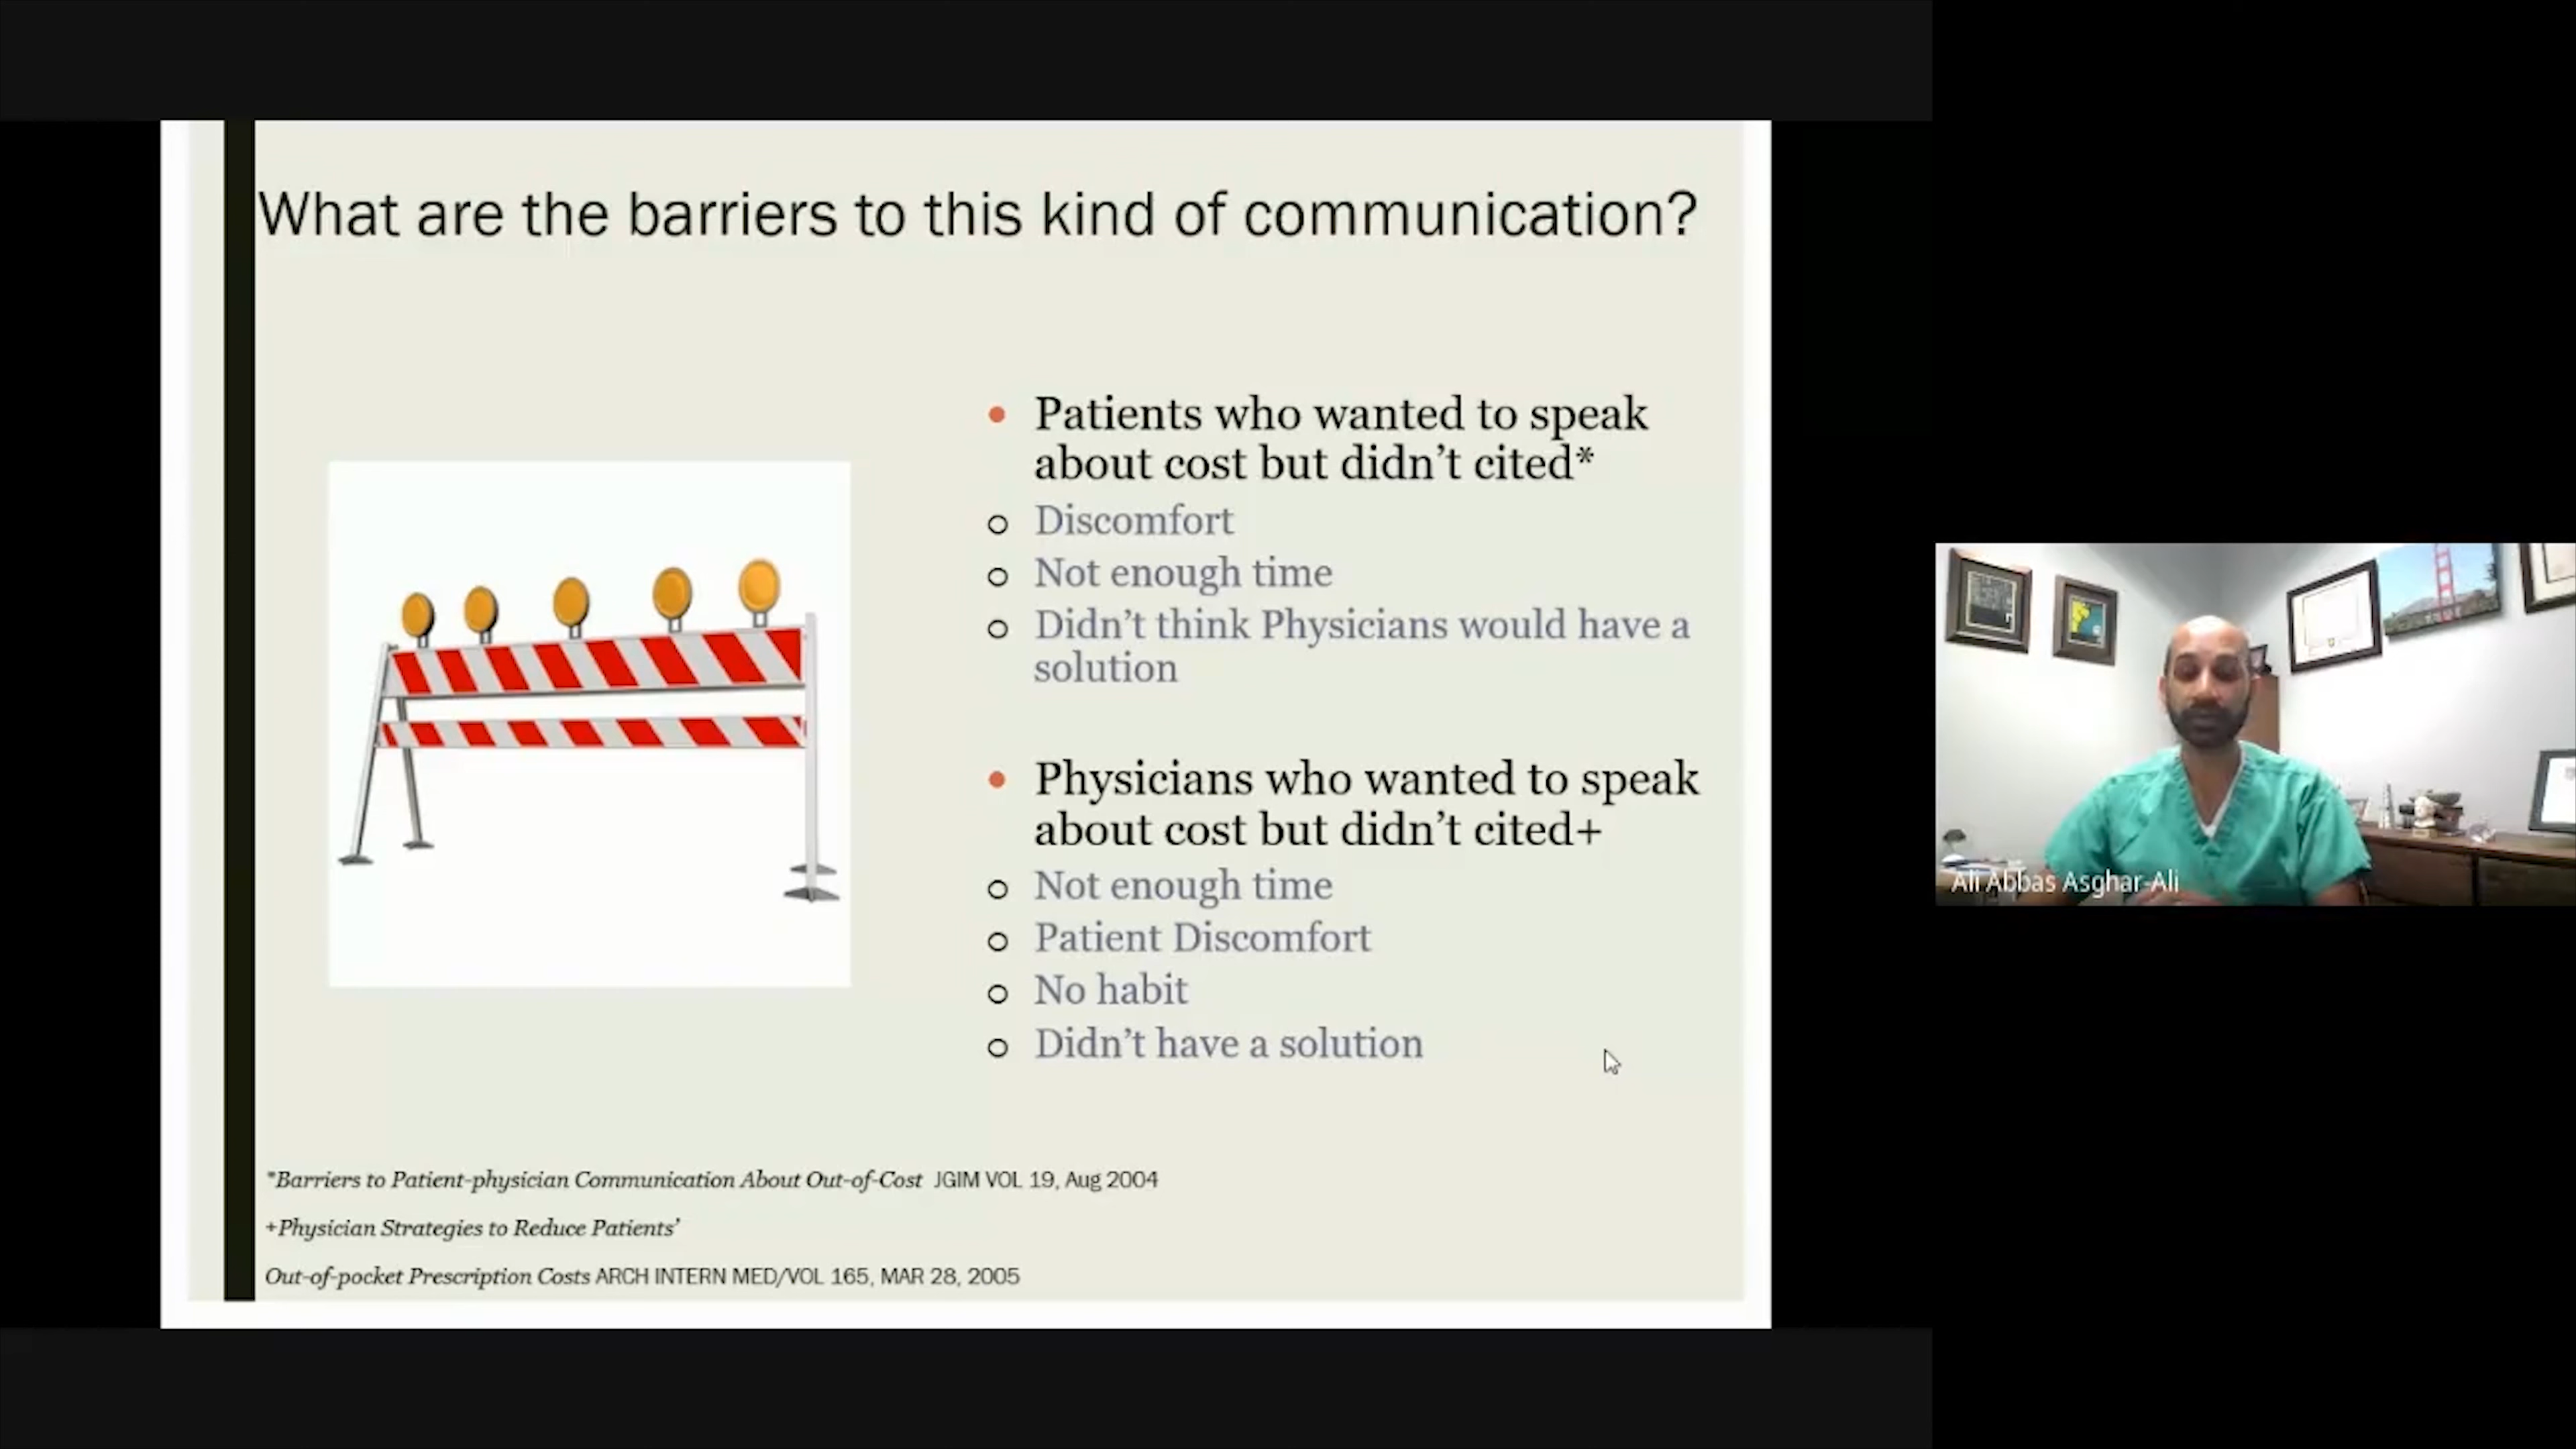 What are the barriers to this kind of communication?
• Patients who wanted to speak
about cost but didn't cited*
o Discomfort
o Not enough time
o Didn't think Physicians would have a
solution
• Physicians who wanted to speak
about cost but didn't cited+
o Not enough time
o Patient Discomfort
o No habit
o Didn't have a solution
*Barriers to Patient-physician Communication About Out-of-Cost JGIM VOL 19, Aug 2004
+Physician Strategies to Reduce Patients'
Out-of-pocket Prescription Costs ARCH INTERN MED/VOL 165, MAR 28, 2005
Ali Abbas Asghar-Ali